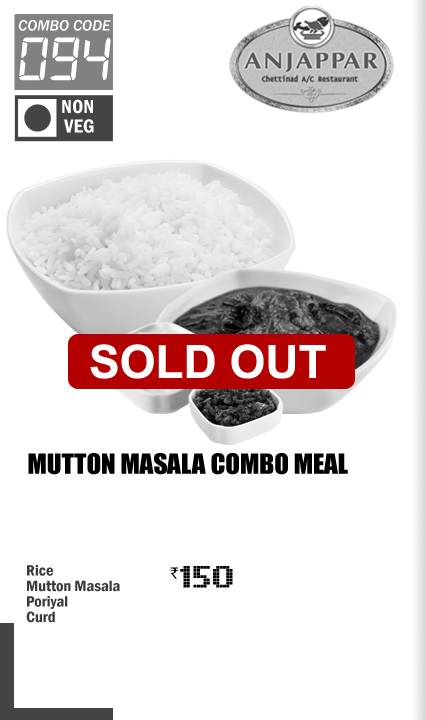 COMBO CODE
094
NON
VEG
ANJAPPAR
Chettinad A/C Restaurant
SOLD OUT
MUTTON MASALA COMBO MEAL
Rice
Mutton Masala
Poriyal
Curd
₹150